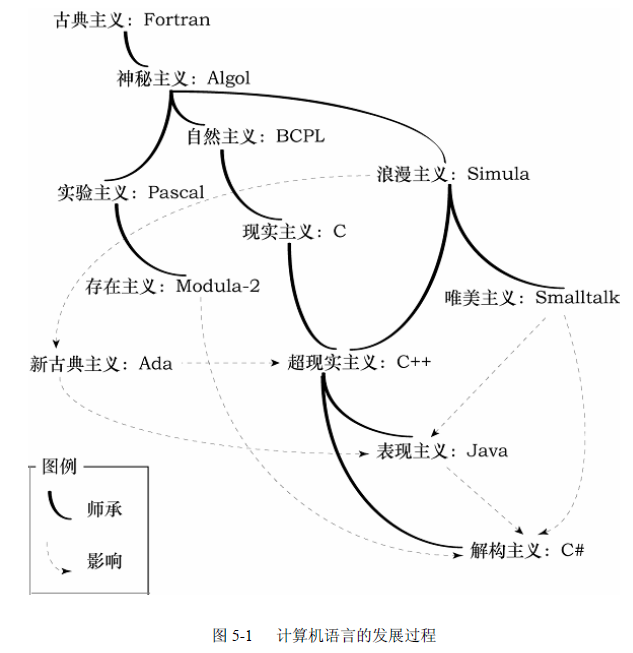 古典主义：Fortran
神秘主义：Algol
自然主义：BCPL
浪漫主义：Simula
实验主义：Pascal
现实主义：C
存在主义：Modula-2
唯美主义：Smalltalk
新古典主义：Ada
超现实主义：C++
表现主义：Java
图例
师承
解构主义：C#
影响
图 5-1 计算机语言的发展过程